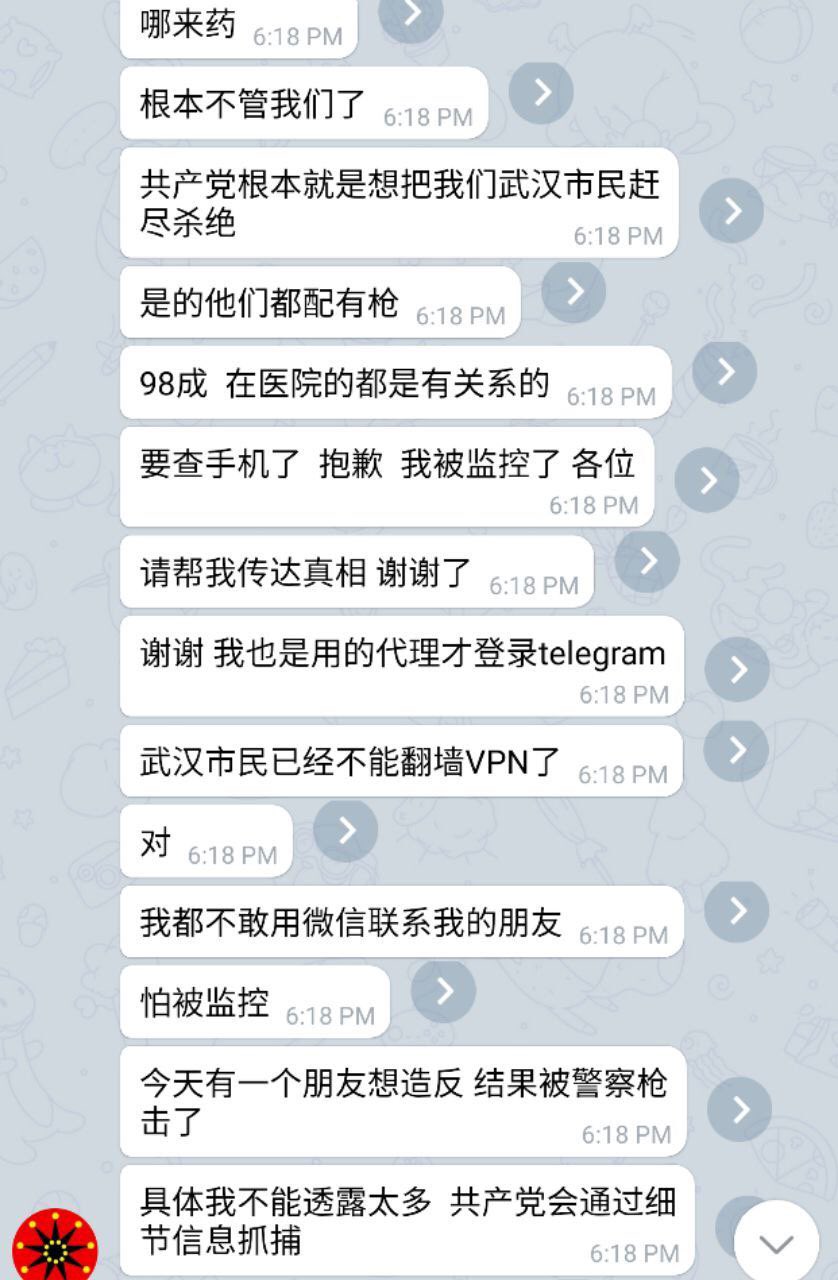 哪来药 6:18 PM
根本不管我们了 6:18 PM
共产党根本就是想把我们武汉市民赶
尽杀绝 6:18 PM
是的他们都配有枪 6:18 PM
98成 在医院的都是有关系的 6:18 PM
要查手机了 抱歉 我被监控了 各位
6:18 PM
请帮我传达真相 谢谢了 6:18 PM
谢谢 我也是用的代理才登录telegram
6:18 PM
武汉市民已经不能翻墙VPN了 6:18 PM
对 6:18 PM
我都不敢用微信联系我的朋友 6:18 PM
怕被监控 6:18 PM
今天有一个朋友想造反 结果被警察枪
击了 6:18 PM
具体我不能透露太多 共产党会通过细
节信息抓捕 6:18 PM